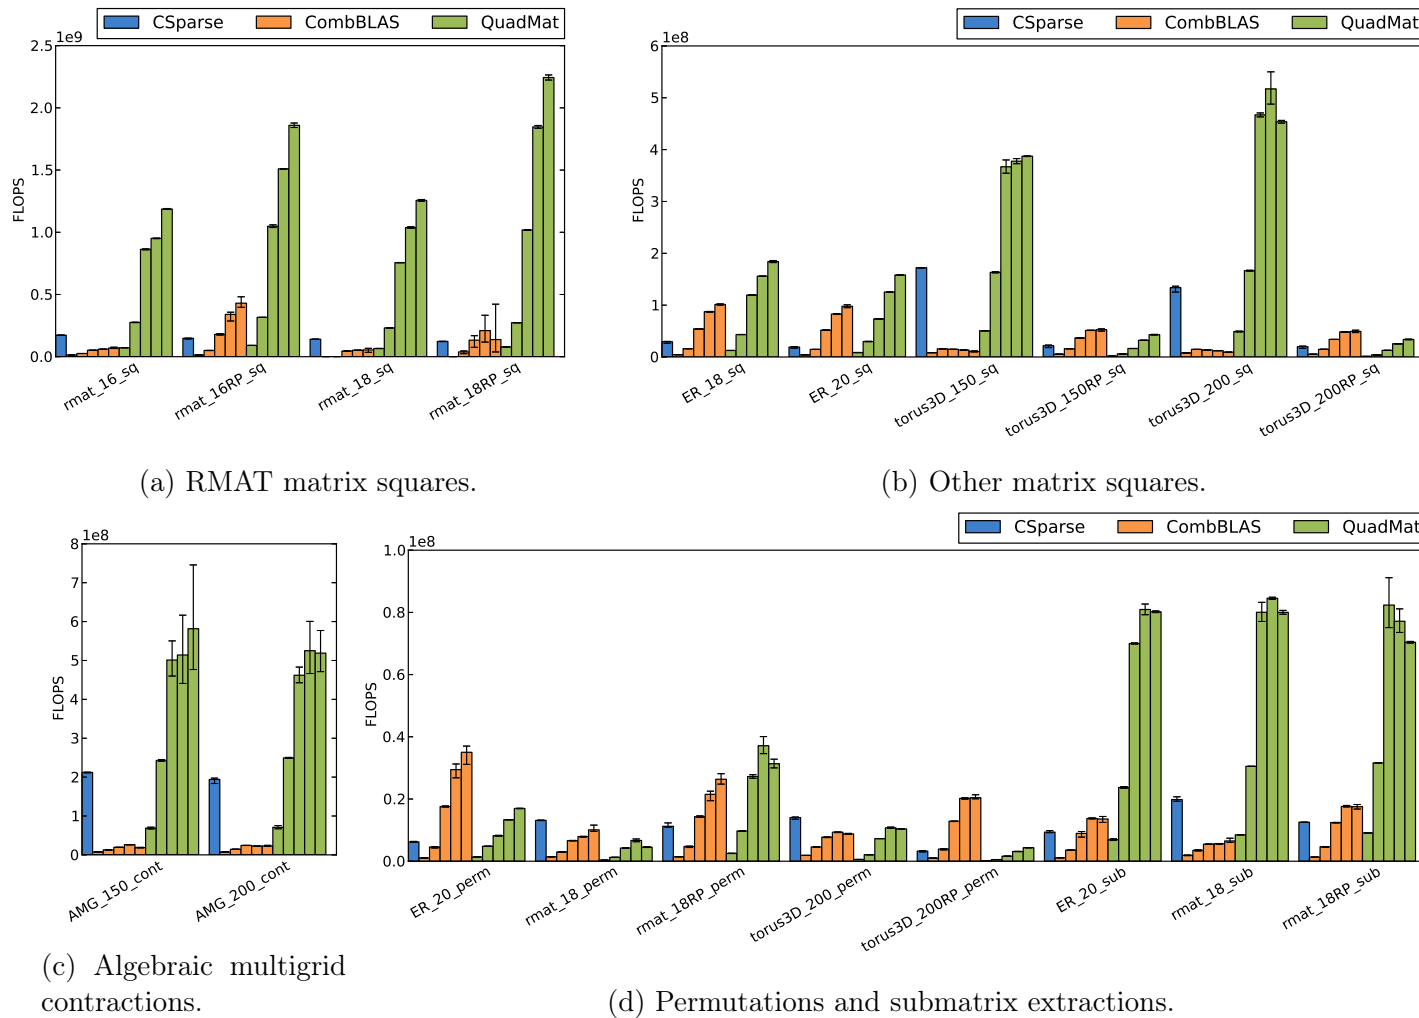 CSparse CombBLAS QuadMat
1e9
2.5
2.0
1.5
1.0
0.5
0.0
FLOPS
rmat_16_sq
rmat_16RP_sq
rmat_18_sq
rmat_18RP_sq
(a) RMAT matrix squares.
CSparse CombBLAS QuadMat
1e8
6
5
4
3
2
1
0
FLOPS
ER_18_sq
ER_20_sq
torus3D_150_sq
torus3D_150RP_sq
torus3D_200_sq
torus3D_200RP_sq
(b) Other matrix squares.
1e8
8
7
6
5
4
3
2
1
0
FLOPS
AMG_150_cont
AMG_200_cont
(c) Algebraic multigrid
contractions.
CSparse CombBLAS QuadMat
1e8
1.0
0.8
0.6
0.4
0.2
0.0
FLOPS
ER_20_perm
rmat_18_perm
rmat_18RP_perm
torus3D_200_perm
torus3D_200RP_perm
ER_20_sub
rmat_18_sub
rmat_18RP_sub
(d) Permutations and submatrix extractions.